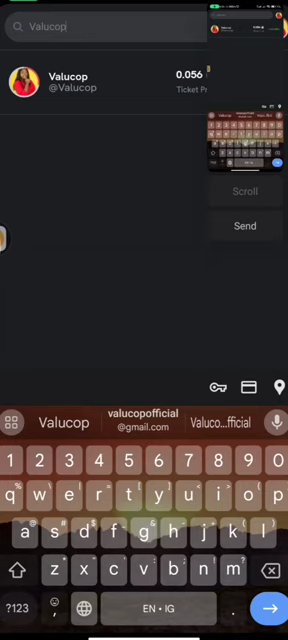 Valucop
Valucop
@Valucop
0.056
Ticket Pr
Scroll
Send
Valucop
valucopofficial
@gmail.com
Valuco...fficial
1 2 3 4 5 6 7 8 9 0
q w e r t y u i o p
a s d f g h j k l
z x c v b n m
?123
EN • IG
.